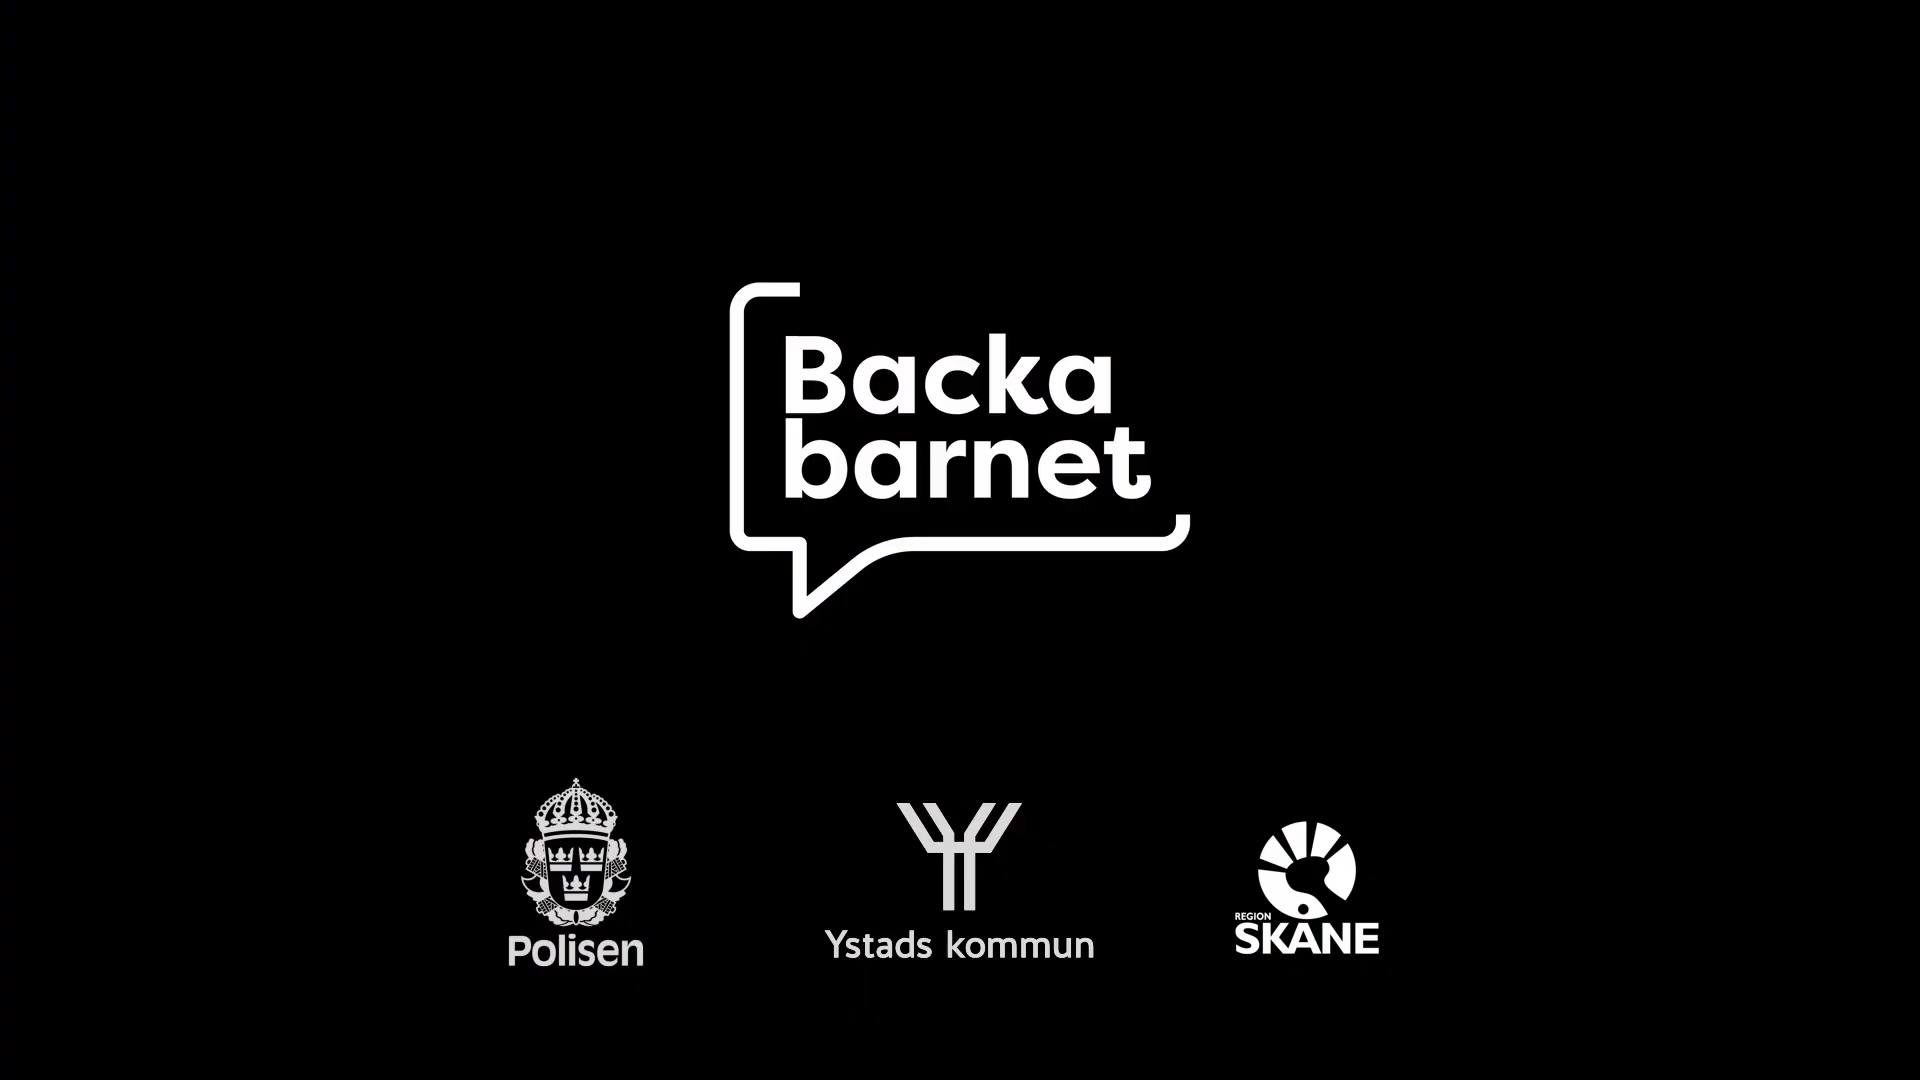 Backa
barnet
Polisen
Ystads kommun
REGION
SKÅNE